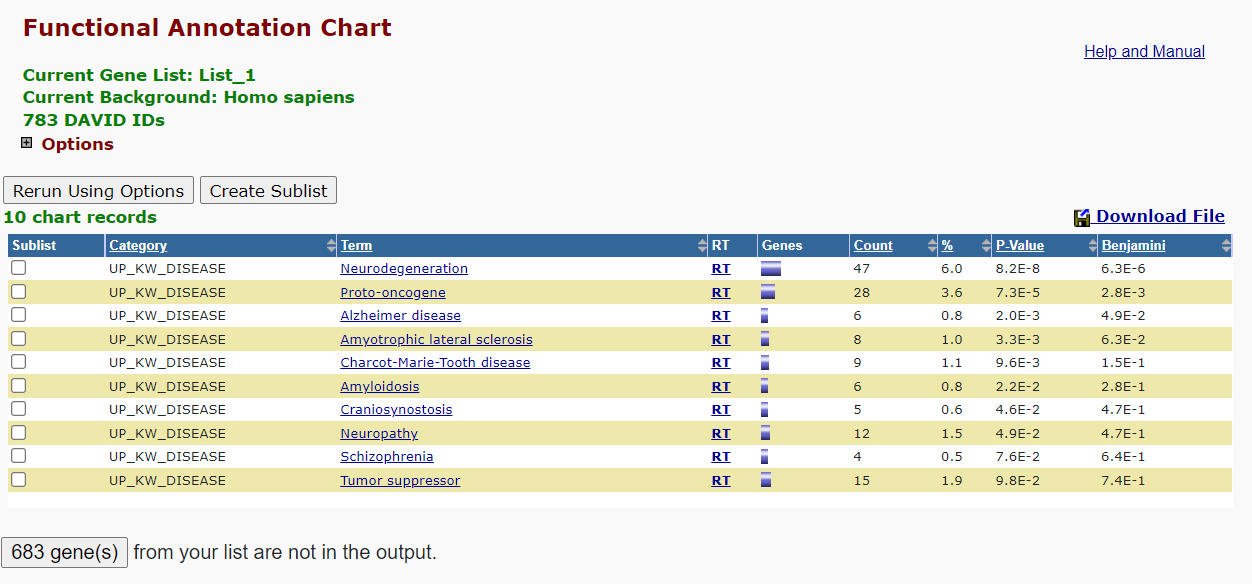 Functional Annotation Chart
Help and Manual
Current Gene List: List_1
Current Background: Homo sapiens
783 DAVID IDs
Options
Rerun Using Options Create Sublist
10 chart records Download File
Sublist Category Term RT Genes Count % P-Value Benjamini
UP_KW_DISEASE Neurodegeneration RT 47 6.0 8.2E-8 6.3E-6
UP_KW_DISEASE Proto-oncogene RT 28 3.6 7.3E-5 2.8E-3
UP_KW_DISEASE Alzheimer disease RT 6 0.8 2.0E-3 4.9E-2
UP_KW_DISEASE Amyotrophic lateral sclerosis RT 8 1.0 3.3E-3 6.3E-2
UP_KW_DISEASE Charcot-Marie-Tooth disease RT 9 1.1 9.6E-3 1.5E-1
UP_KW_DISEASE Amyloidosis RT 6 0.8 2.2E-2 2.8E-1
UP_KW_DISEASE Craniosynostosis RT 5 0.6 4.6E-2 4.7E-1
UP_KW_DISEASE Neuropathy RT 12 1.5 4.9E-2 4.7E-1
UP_KW_DISEASE Schizophrenia RT 4 0.5 7.6E-2 6.4E-1
UP_KW_DISEASE Tumor suppressor RT 15 1.9 9.8E-2 7.4E-1
683 gene(s) from your list are not in the output.